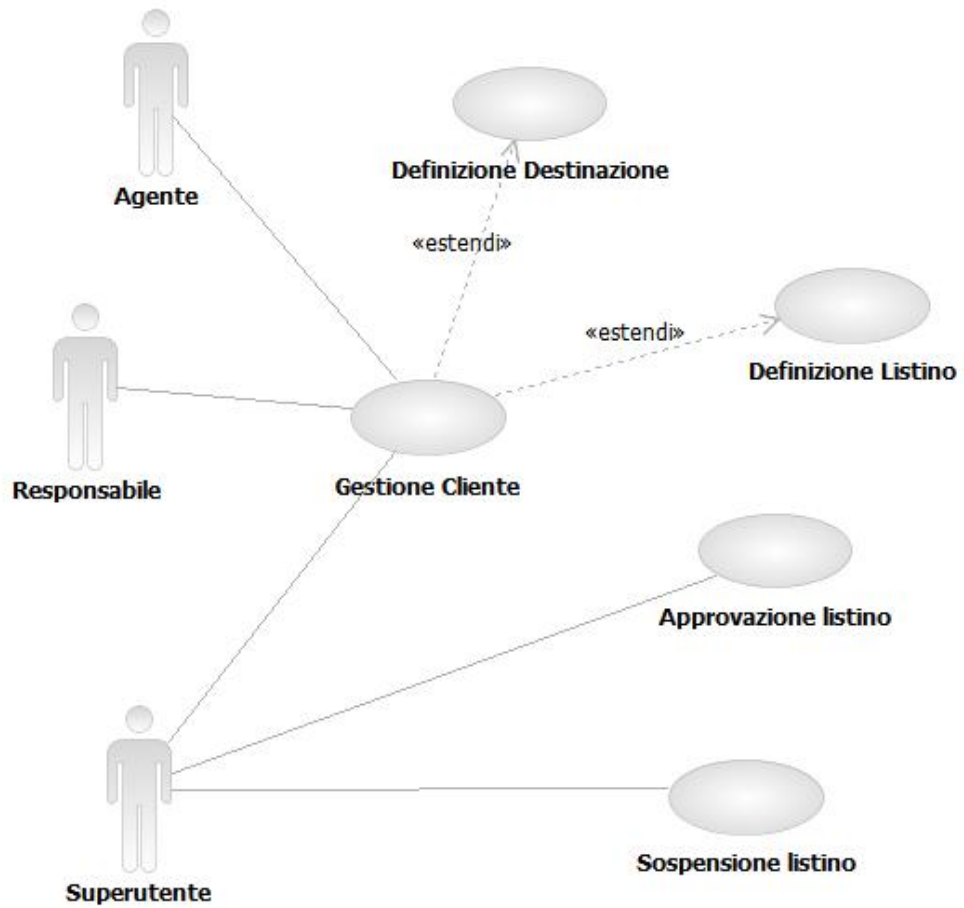 Agente
Definizione Destinazione
«estendi»
«estendi»
Definizione Listino
Responsabile
Gestione Cliente
Approvazione listino
Sospensione listino
Superutente